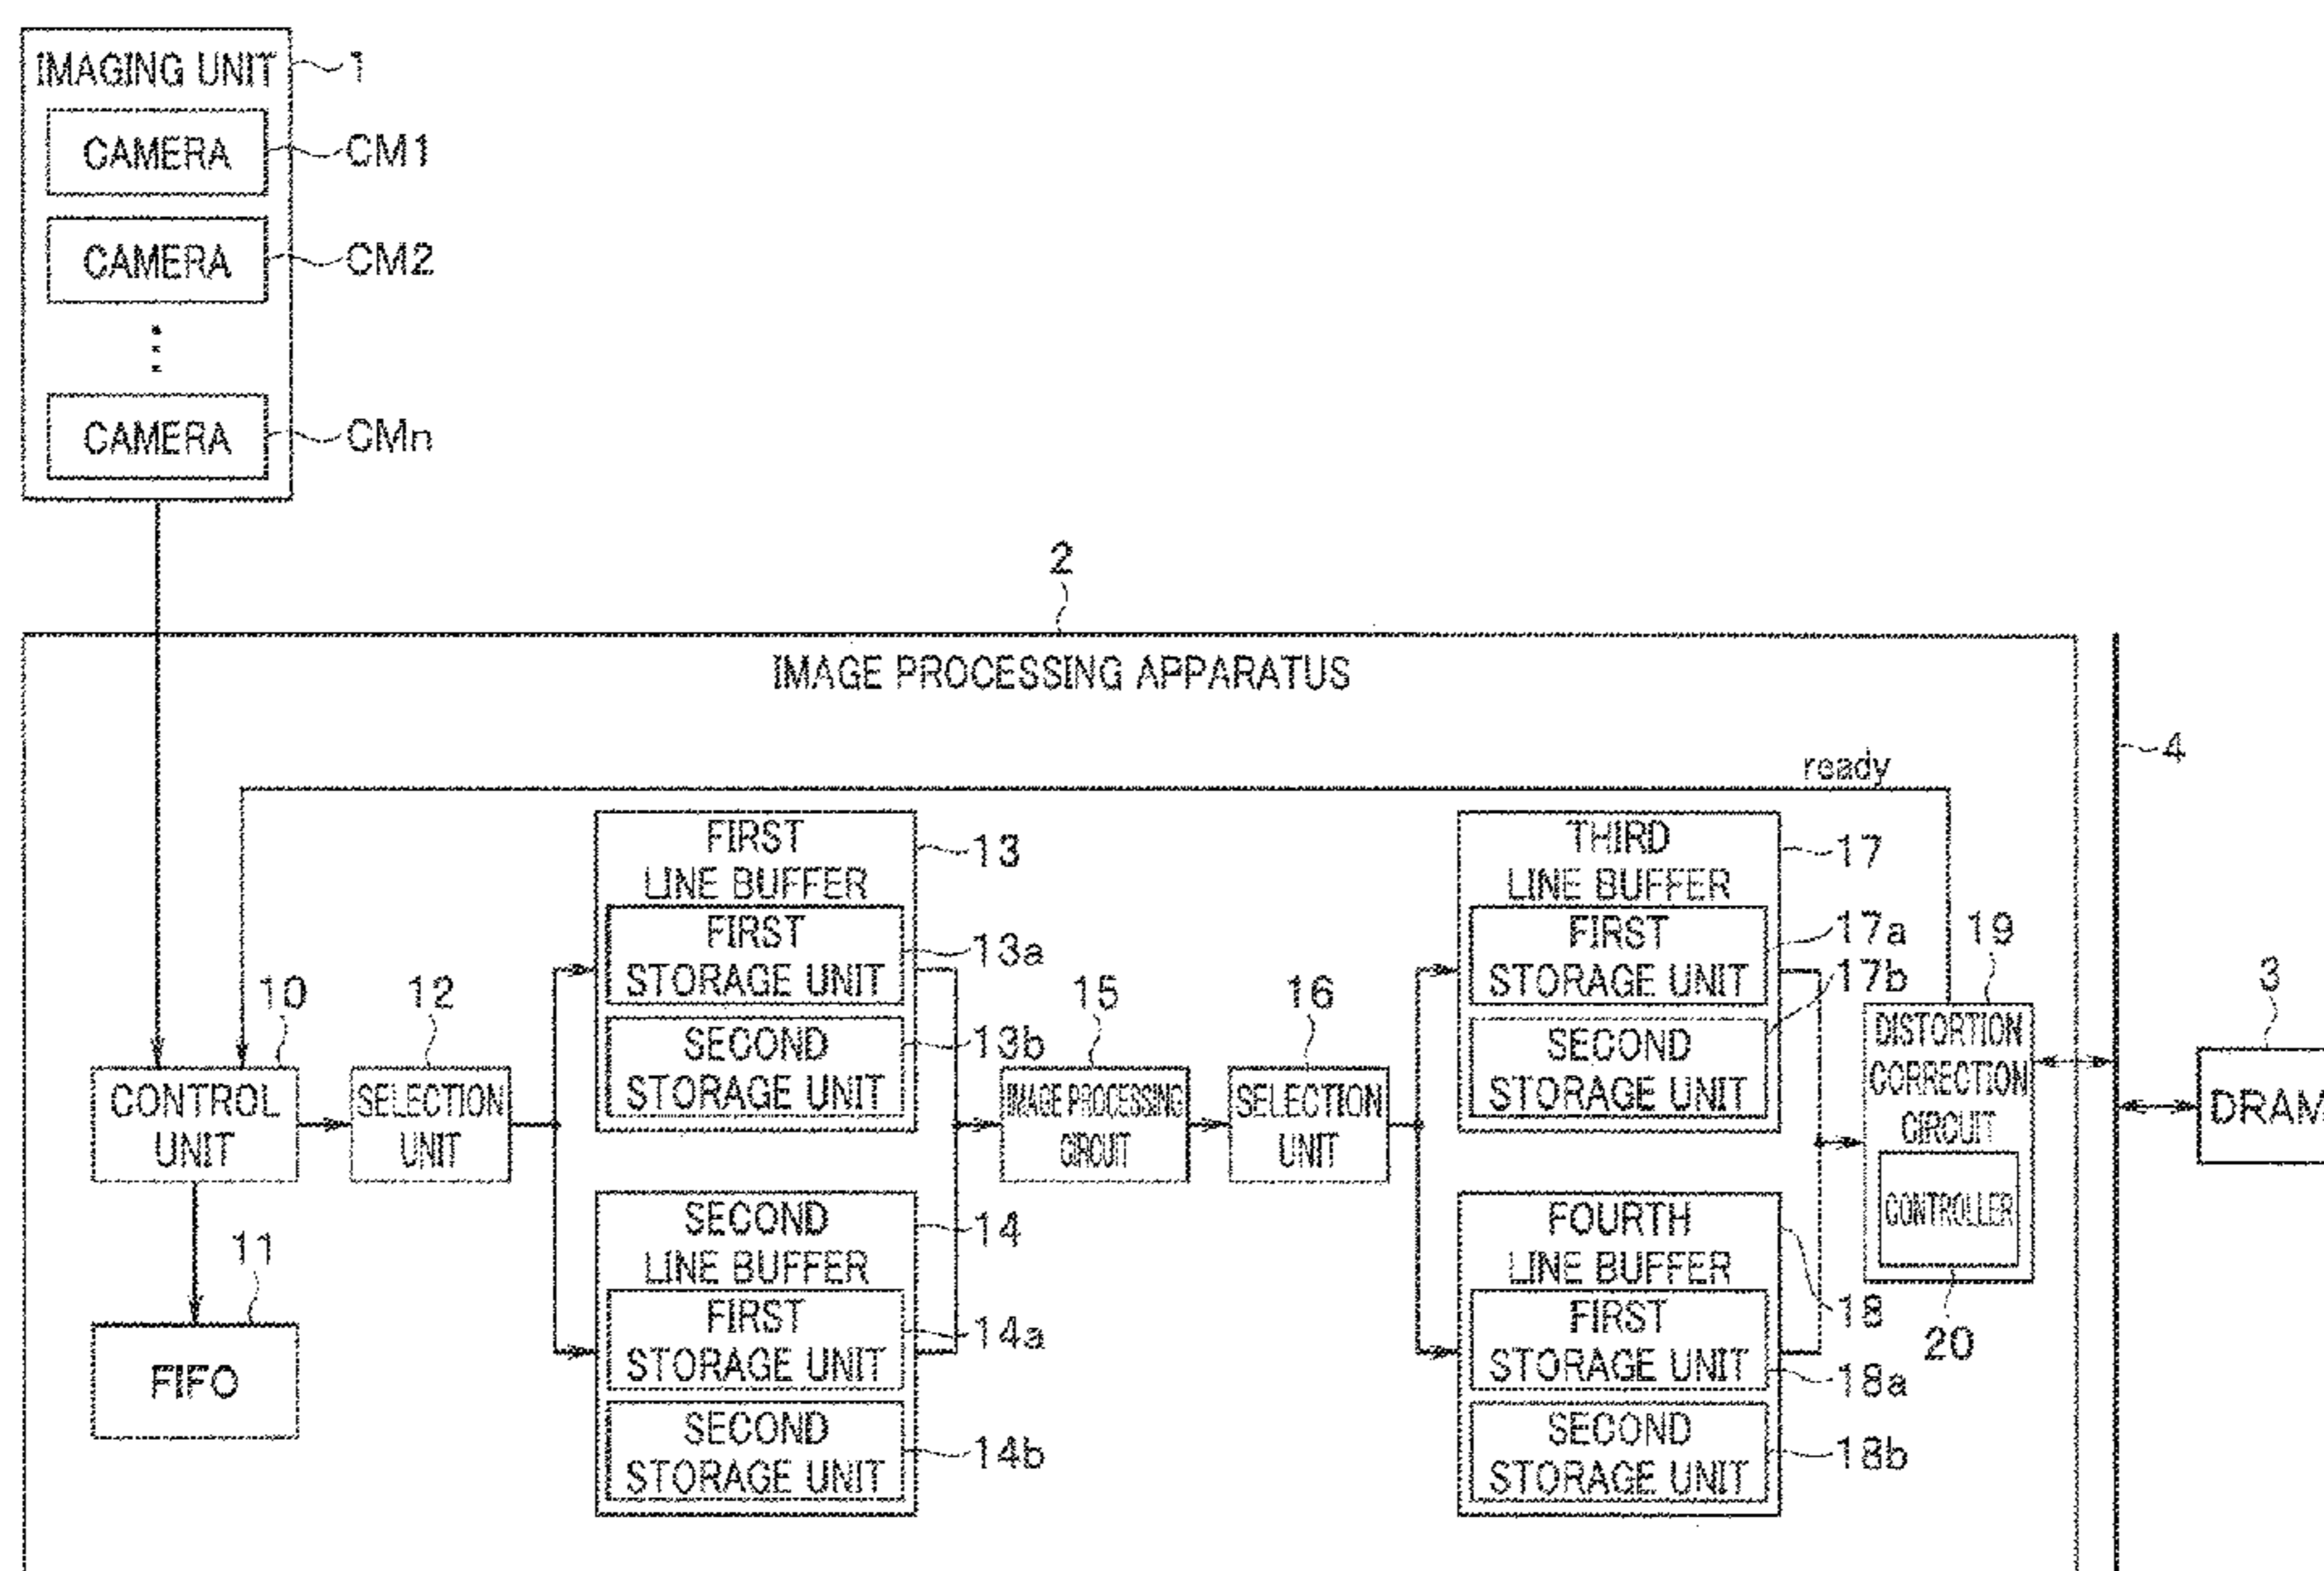 IMAGING UNIT
1
CAMERA
CM1
CAMERA
CM2
CAMERA
CMn
2
IMAGE PROCESSING APPARATUS
4
ready
FIRST
LINE BUFFER
13
FIRST
STORAGE UNIT
13a
SECOND
STORAGE UNIT
13b
THIRD
LINE BUFFER
17
FIRST
STORAGE UNIT
17a
17b
SECOND
STORAGE UNIT
19
DISTORTION
CORRECTION
CIRCUIT
CONTROLLER
20
3
DRAM
10
CONTROL
UNIT
12
SELECTION
UNIT
15
IMAGE PROCESSING
CIRCUIT
16
SELECTION
UNIT
11
FIFO
SECOND
LINE BUFFER
14
FIRST
STORAGE UNIT
14a
SECOND
STORAGE UNIT
14b
FOURTH
LINE BUFFER
18
FIRST
STORAGE UNIT
18a
SECOND
STORAGE UNIT
18b